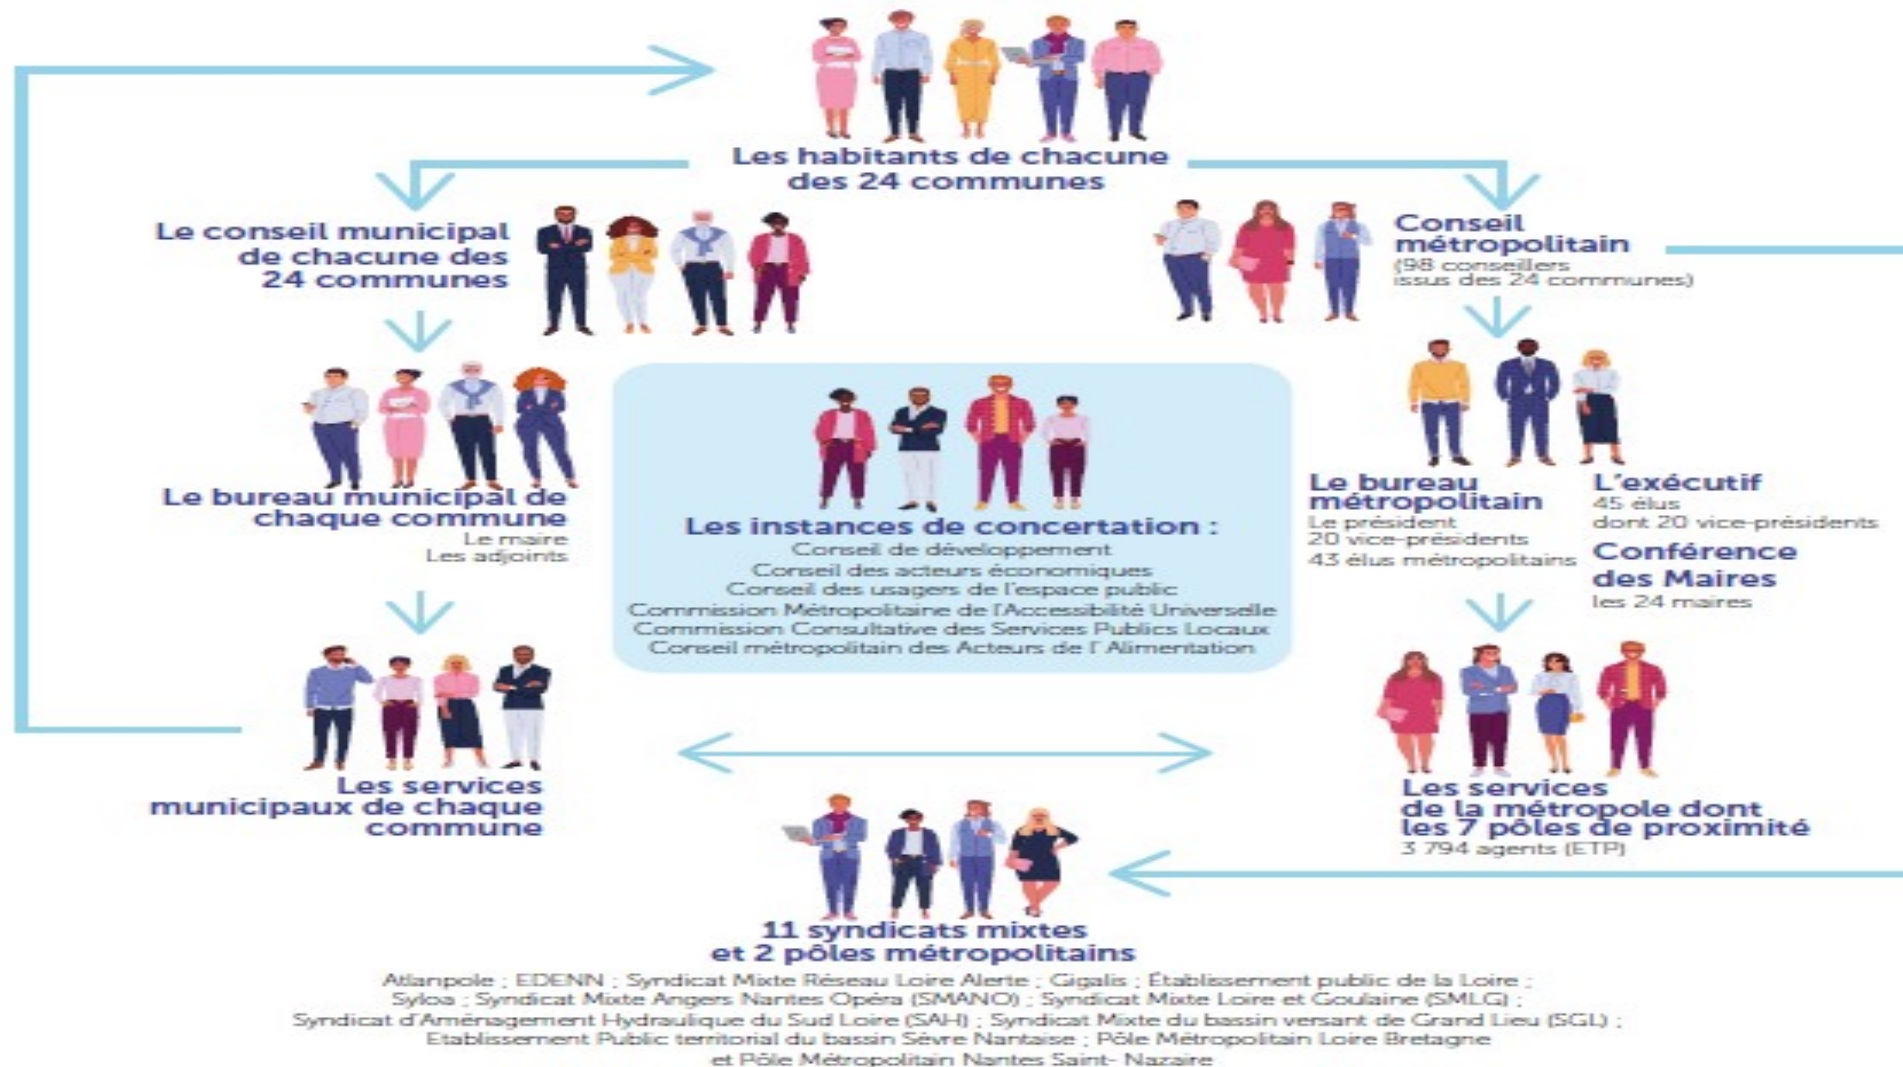 Les habitants de chacune
des 24 communes
Le conseil municipal
de chacune des
24 communes
Conseil
métropolitain
(98 conseillers
issus des 24 communes)
Le bureau municipal de
chaque commune
Le maire
Les adjoints
Les instances de concertation :
Conseil de développement
Conseil des acteurs économiques
Conseil des usagers de l'espace public
Commission Métropolitaine de l'Accessibilité Universelle
Commission Consultative des Services Publics Locaux
Conseil métropolitain des Acteurs de l' Alimentation
Le bureau
métropolitain
Le président
20 vice-présidents
43 élus métropolitains
L'exécutif
45 élus
dont 20 vice-présidents
Conférence
des Maires
les 24 maires
Les services
municipaux de chaque
commune
Les services
de la métropole dont
les 7 pôles de proximité
3 794 agents (ETP)
11 syndicats mixtes
et 2 pôles métropolitains
Atlanpole ; EDENN ; Syndicat Mixte Réseau Loire Alerte ; Gigalis ; Établissement public de la Loire ;
Syloa ; Syndicat Mixte Angers Nantes Opéra (SMANO) ; Syndicat Mixte Loire et Goulaine (SMLG) ;
Syndicat d'Aménagement Hydraulique du Sud Loire (SAH) ; Syndicat Mixte du bassin versant de Grand Lieu (SGL) ;
Etablissement Public territorial du bassin Sèvre Nantaise ; Pôle Métropolitain Loire Bretagne
et Pôle Métropolitain Nantes Saint- Nazaire